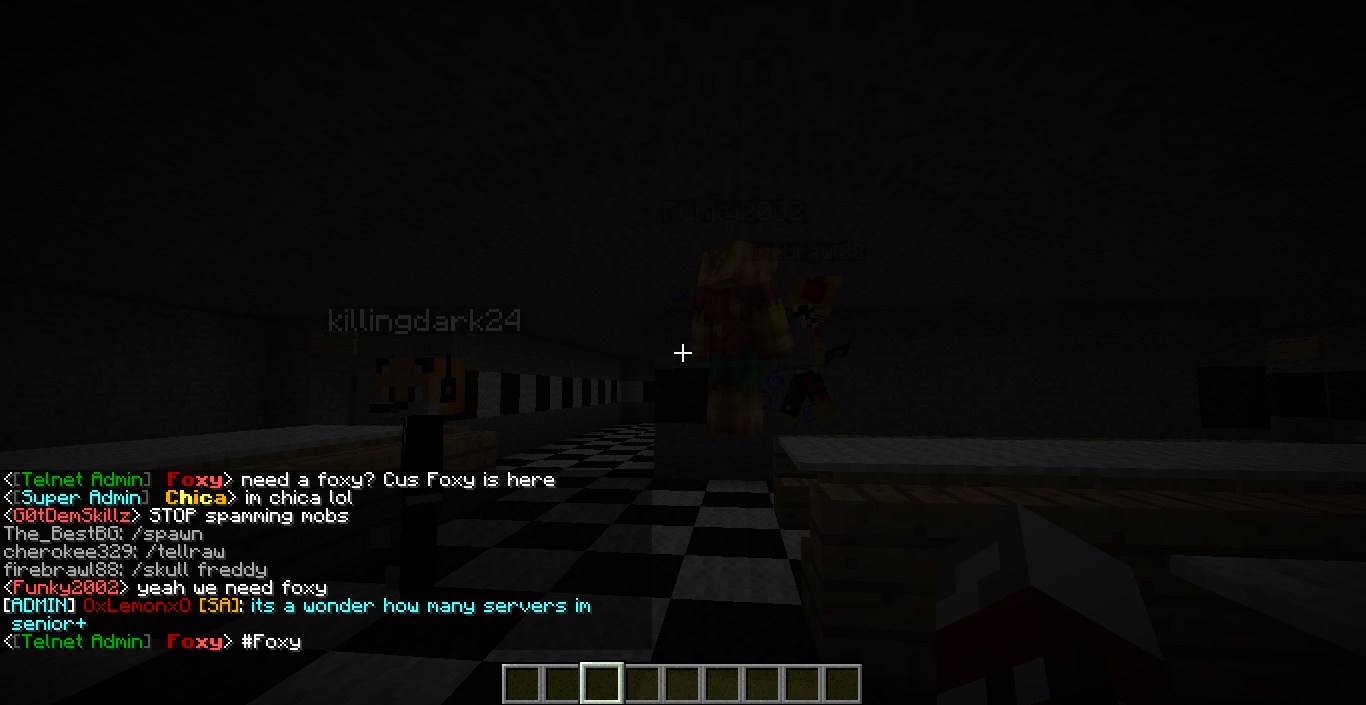 Funky2002
killingdark24
<[Telnet Admin] Foxy> need a foxy? Cus Foxy is here
<[Super Admin] Chica> im chica lol
<G0tDemSkillz> STOP spamming mobs
The_BestBG: /spawn
cherokee329: /tellraw
firebrawl88: /skull freddy
<Funky2002> yeah we need foxy
[ADMIN] 0xLemonx0 [SA]: its a wonder how many servers im
senior+
<[Telnet Admin] Foxy> #Foxy